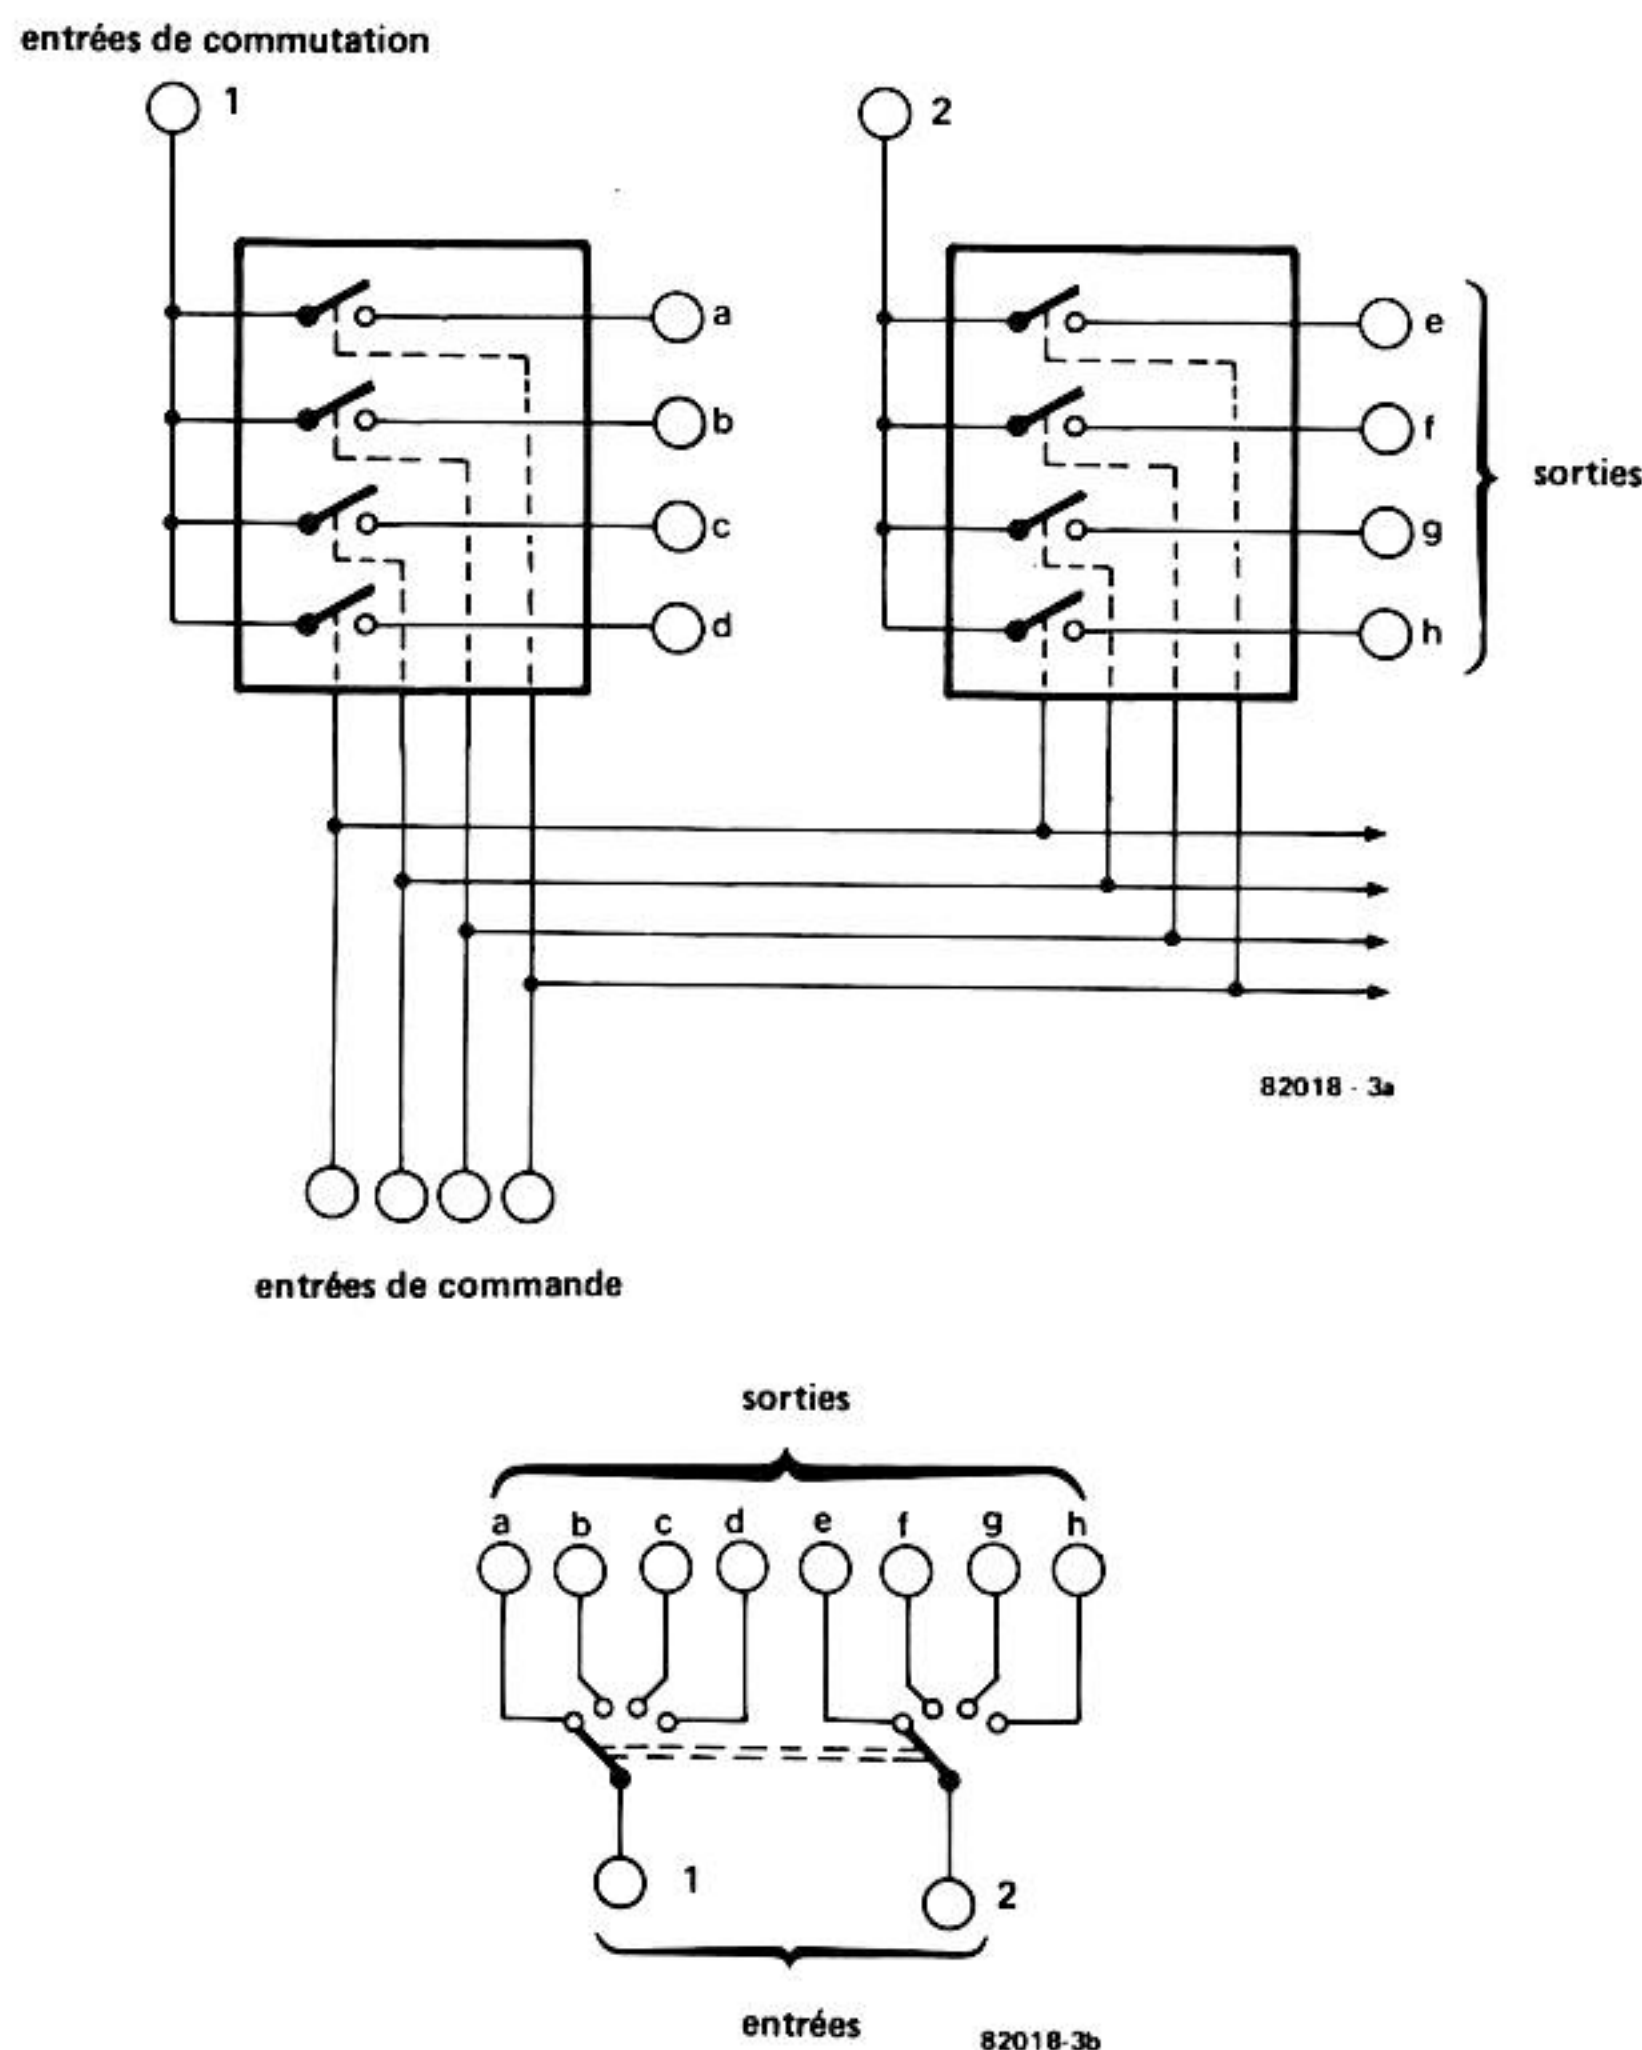 entrées de commutation
1
2
a
e
b
f
sorties
c
g
d
h
82018 - 3a
entrées de commande
sorties
a b c d e f g h
1
2
entrées
82018-3b